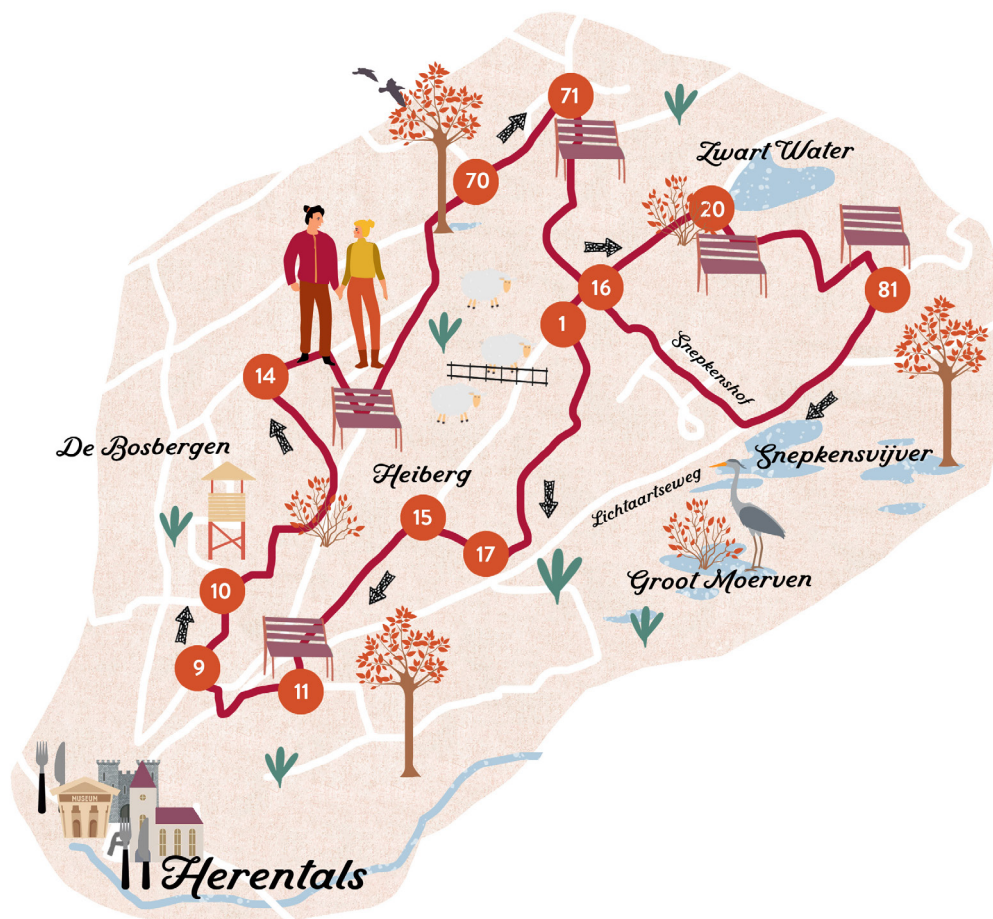 71
Zwart Water
70
20
16
81
1
Snepkenshof
14
De Bosbergen
Heiberg
Snepkensvijver
Lichtaartseweg
15
17
Groot Moerven
10
9
11
MUSEUM
Herentals